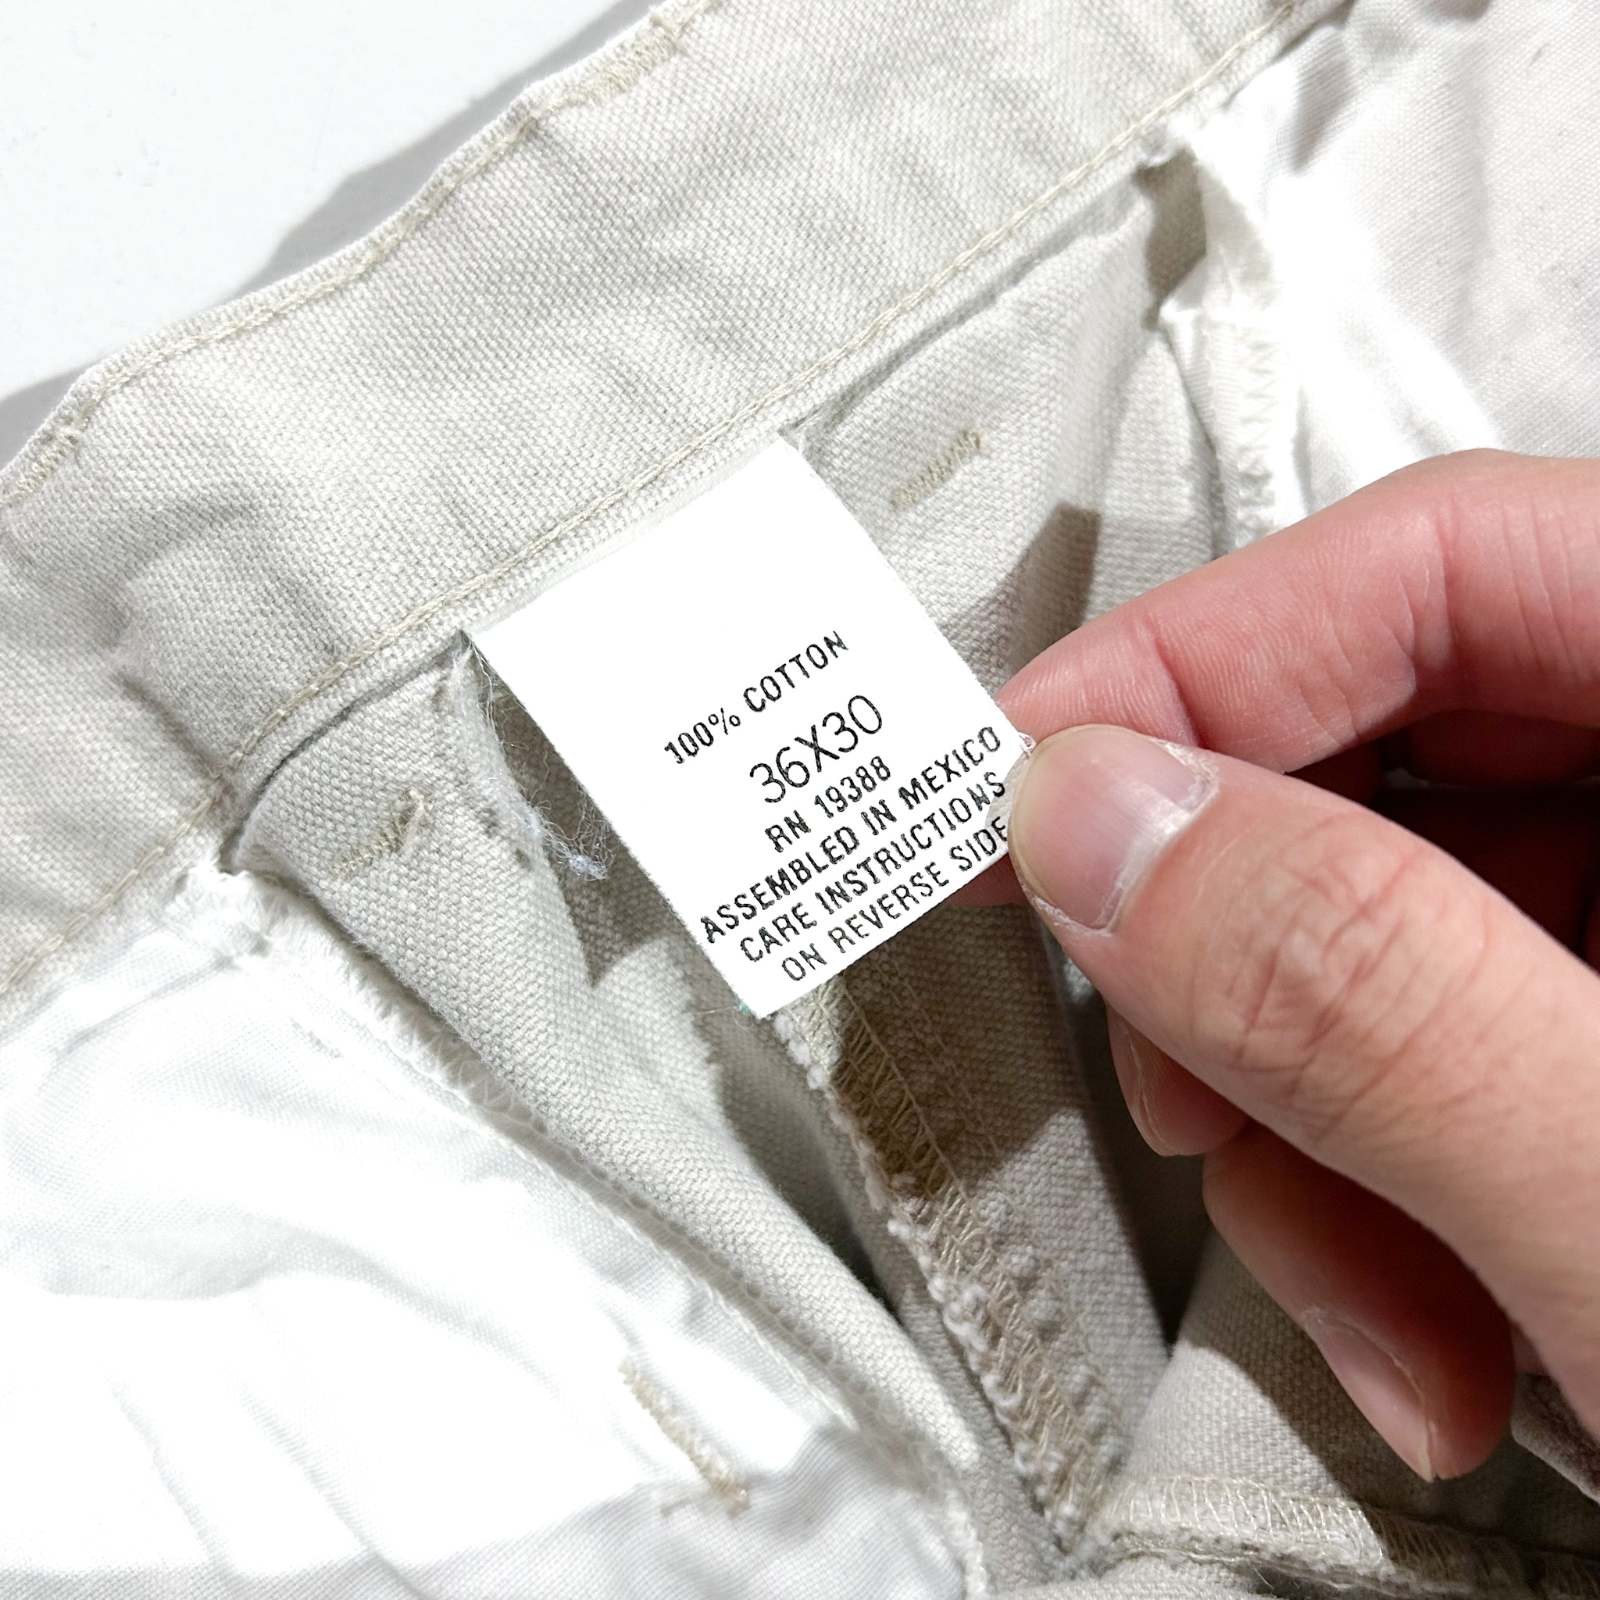 100% COTTON
36X30
RN 19388
ASSEMBLED IN MEXICO
CARE INSTRUCTIONS
ON REVERSE SIDE